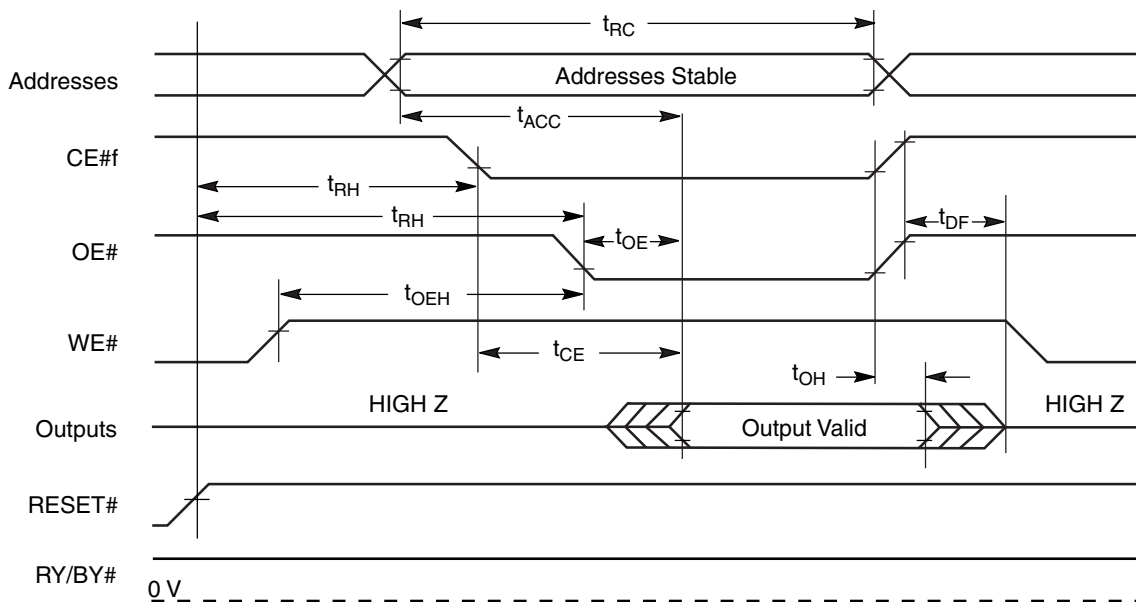 tRC
Addresses
Addresses Stable
tACC
CE#f
tRH
tRH
tDF
OE#
tOE
tOEH
WE#
tCE
tOH
HIGH Z
HIGH Z
Outputs
Output Valid
RESET#
RY/BY#
0 V